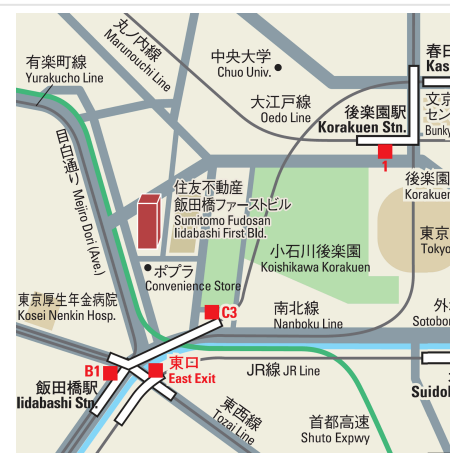 丸ノ内線
Marunouchi Line
有楽町線
Yurakucho Line
中央大学
Chuo Univ.
春日
Kas
大江戸線
Oedo Line
後楽園駅
Korakuen Stn.
文京
セン
Bunky
1
目白通り Mejiro Dori (Ave.)
住友不動産
飯田橋ファーストビル
Sumitomo Fudosan
Iidabashi First Bld.
後楽園
Korakuen
小石川後楽園
Koishikawa Korakuen
東京
Tokyo
ポプラ
Convenience Store
東京厚生年金病院
Kosei Nenkin Hosp.
C3
南北線
Nanboku Line
外
Sotobo
B1
東口
East Exit
JR線 JR Line
飯田橋駅
Iidabashi Stn.
Suido
東西線
Tozai Line
首都高速
Shuto Expwy